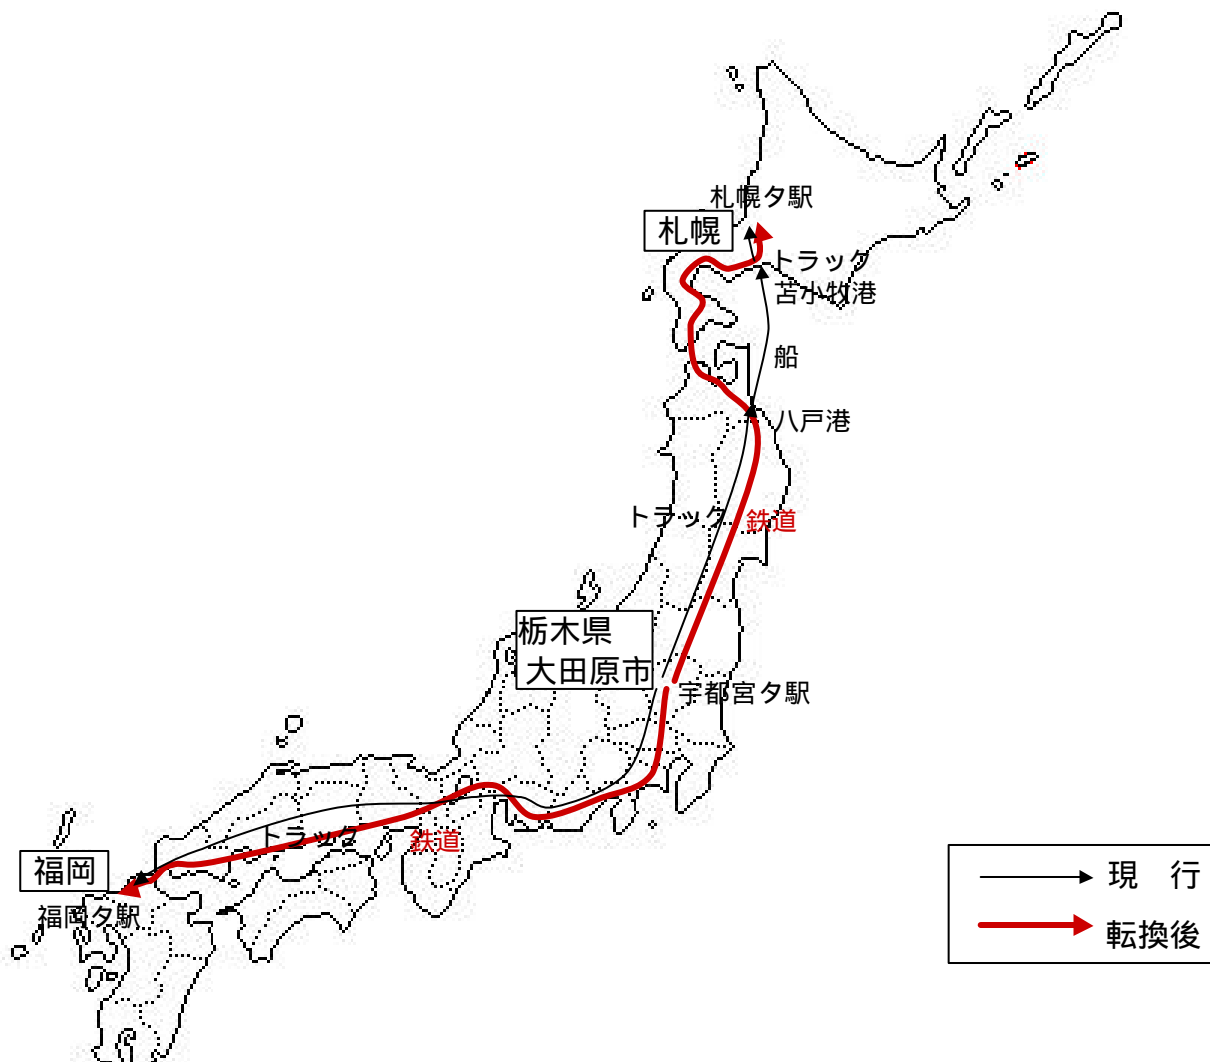 札幌タ駅
札幌
トラック
苫小牧港
船
八戸港
トラック
鉄道
栃木県
大田原市
宇都宮タ駅
トラック
鉄道
福岡
福岡タ駅
現　行
転換後